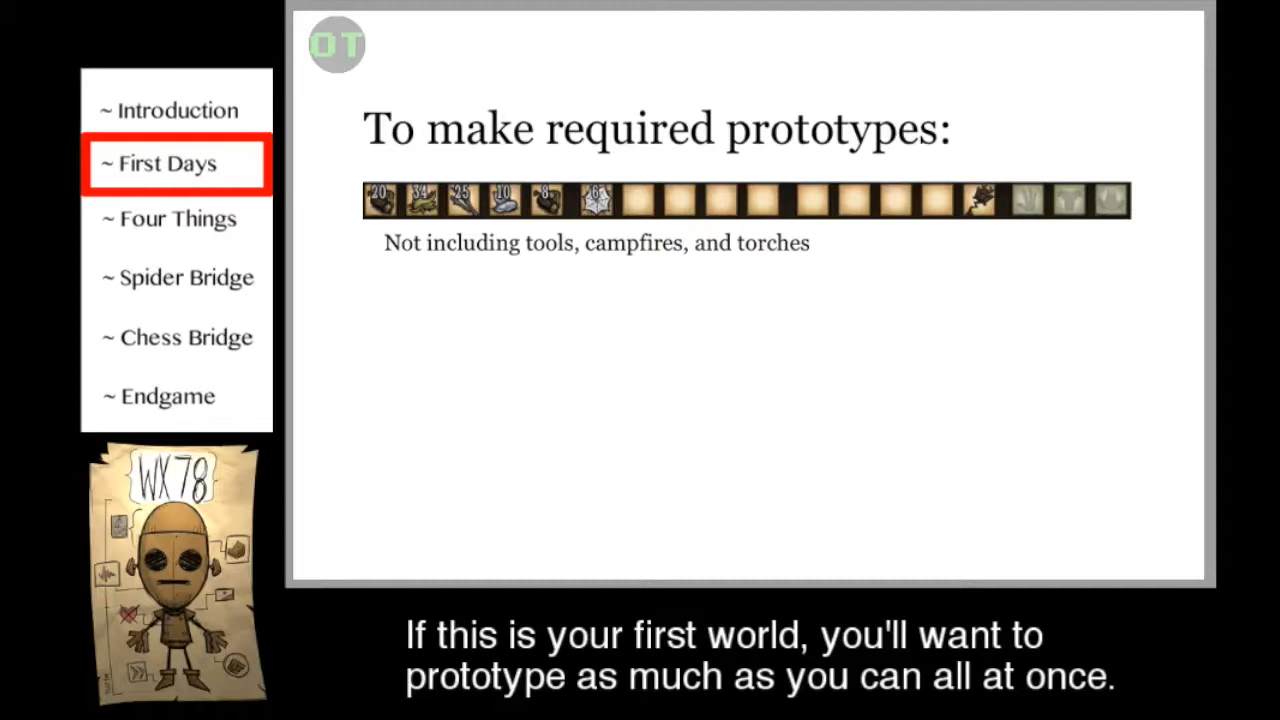 OT
~ Introduction
~ First Days
~ Four Things
~ Spider Bridge
~ Chess Bridge
~ Endgame
WX78
To make required prototypes:
20 34 25 10 8 6
Not including tools, campfires, and torches
If this is your first world, you'll want to
prototype as much as you can all at once.